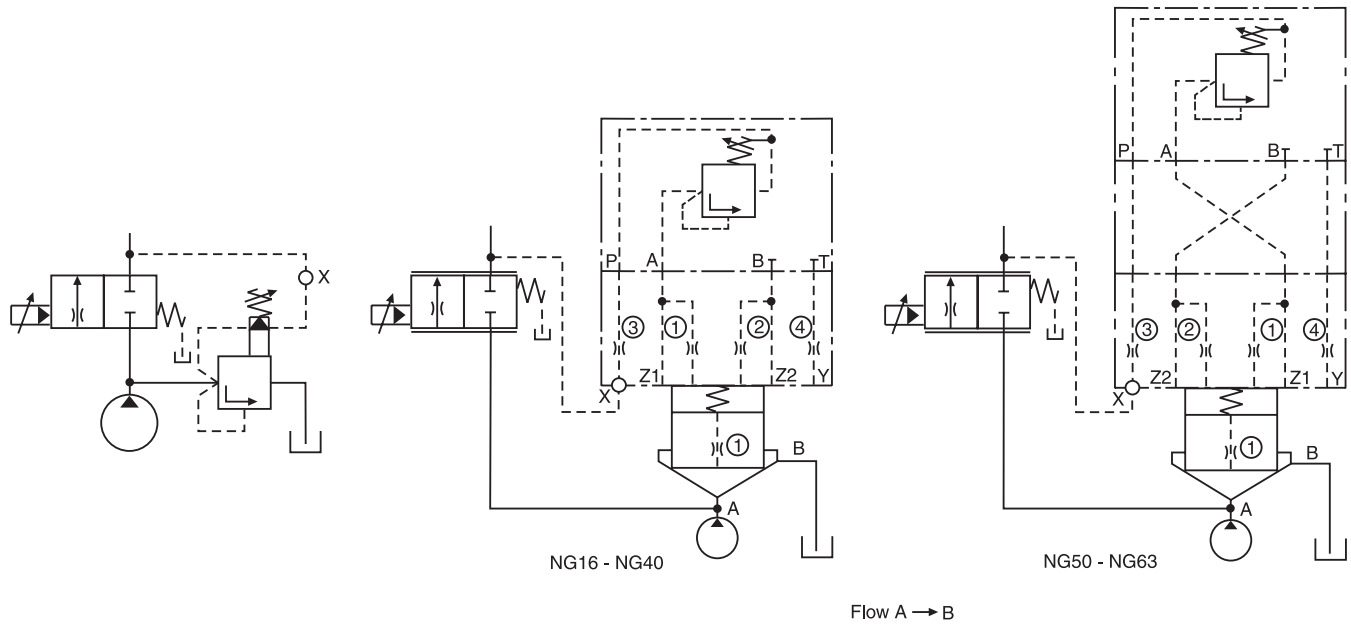 X
P A B T
③ ① ② ④
X Z1 Z2 Y
①
B
A
NG16 - NG40
P A B T
③ ② ① ④
X Z2 Z1 Y
①
B
A
NG50 - NG63
Flow A → B